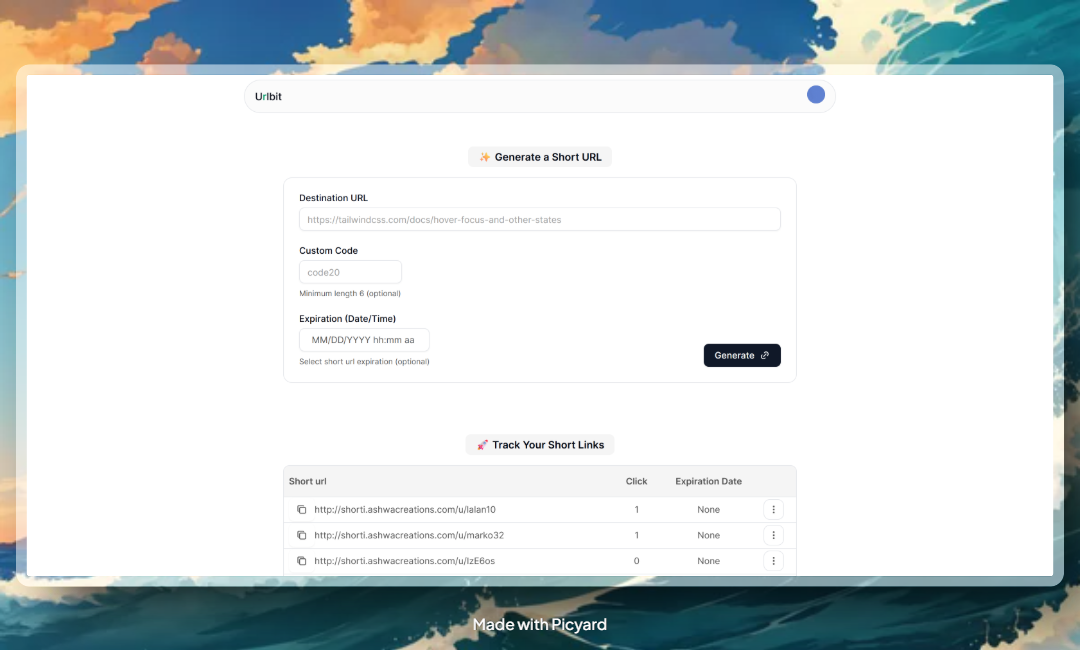 Urlbit
✨ Generate a Short URL
Destination URL
https://tailwindcss.com/docs/hover-focus-and-other-states
Custom Code
code20
Minimum length 6 (optional)
Expiration (Date/Time)
MM/DD/YYYY hh:mm aa
Select short url expiration (optional)
Generate
🚀 Track Your Short Links
Short url Click Expiration Date
http://shorti.ashwacreations.com/u/lalan10 1 None
http://shorti.ashwacreations.com/u/marko32 1 None
http://shorti.ashwacreations.com/u/IzE6os 0 None
Made with Picyard